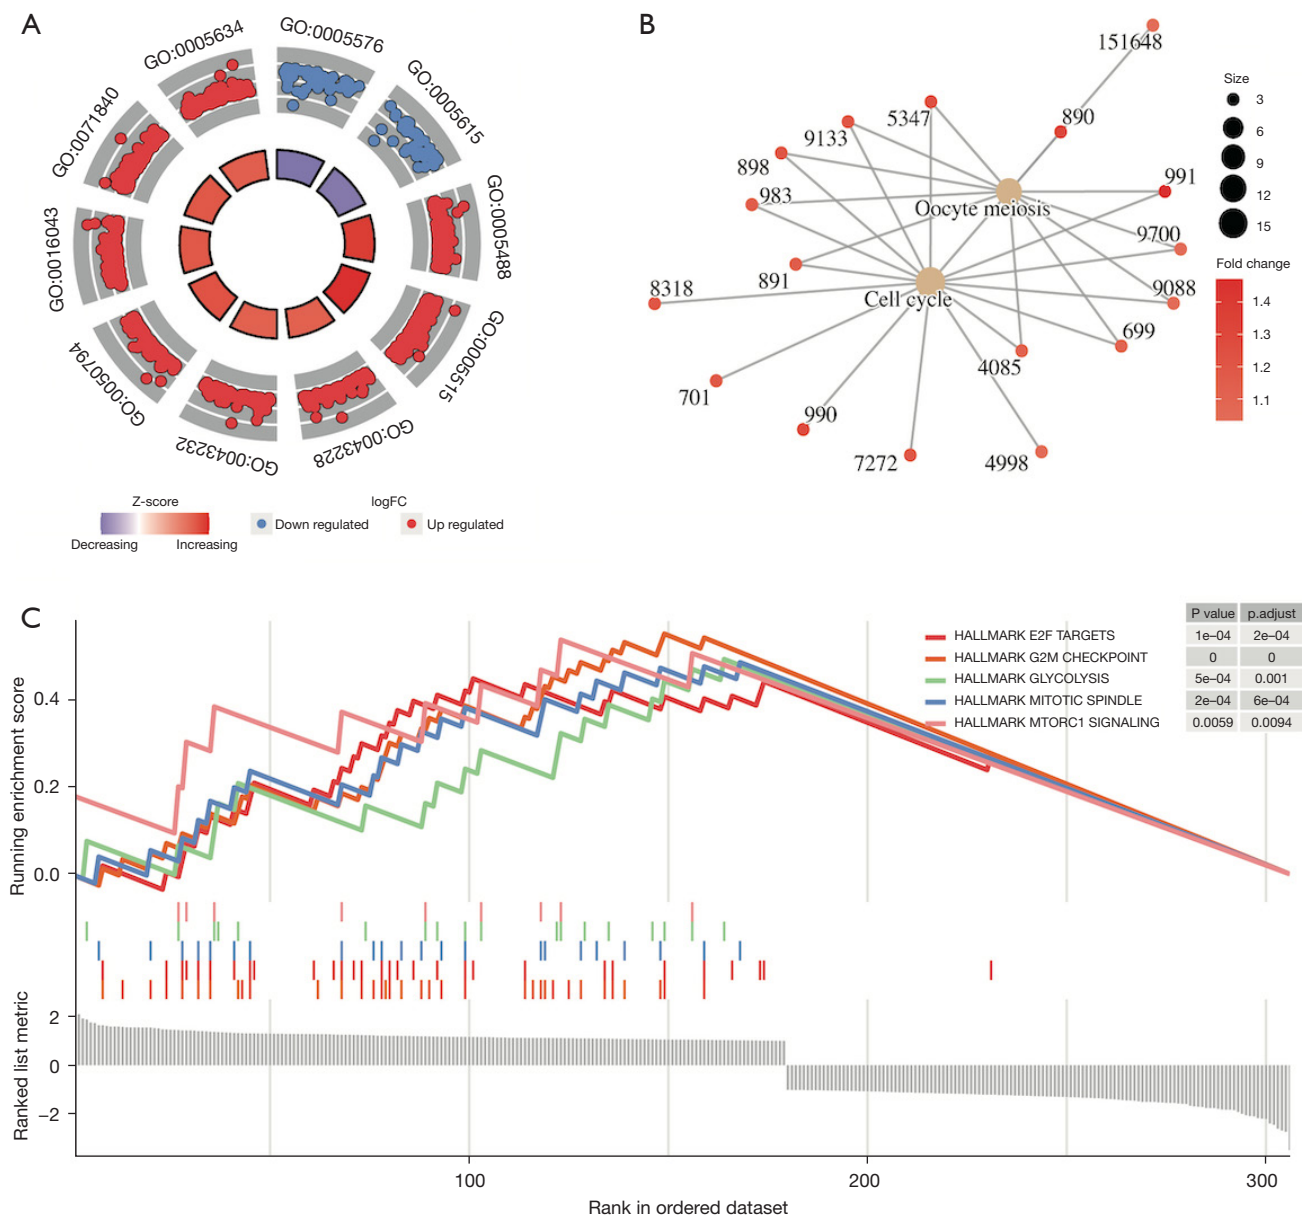 A
GO:0005576
GO:0005615
GO:0005488
GO:0005515
GO:0043228
GO:0043232
GO:0050794
GO:0016043
GO:0071840
GO:0005634
Z-score
Decreasing
Increasing
logFC
Down regulated
Up regulated
B
151648
890
5347
9133
898
983
991
Oocyte meiosis
9700
891
Cell cycle
8318
9088
699
4085
701
990
7272
4998
Size
3
6
9
12
15
Fold change
1.4
1.3
1.2
1.1
C
Running enrichment score
0.4
0.2
0.0
HALLMARK E2F TARGETS
HALLMARK G2M CHECKPOINT
HALLMARK GLYCOLYSIS
HALLMARK MITOTIC SPINDLE
HALLMARK MTORC1 SIGNALING
P value p.adjust
1e–04 2e–04
0 0
5e–04 0.001
2e–04 6e–04
0.0059 0.0094
Ranked list metric
2
0
–2
100 200 300
Rank in ordered dataset